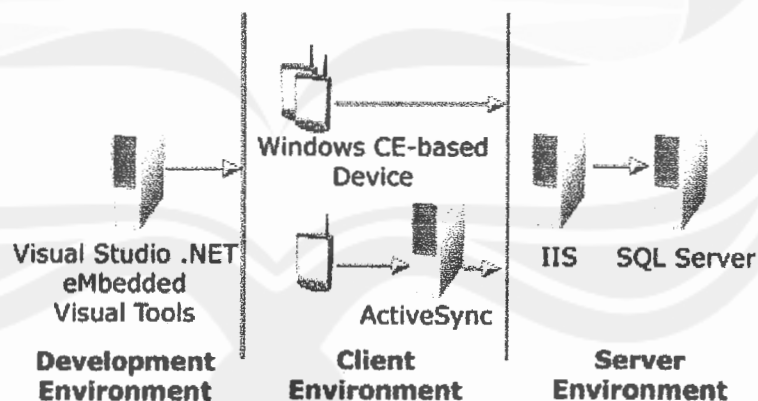 Windows CE-based
Device
Visual Studio .NET
eMbedded
Visual Tools
ActiveSync
IIS
SQL Server
Development
Environment
Client
Environment
Server
Environment